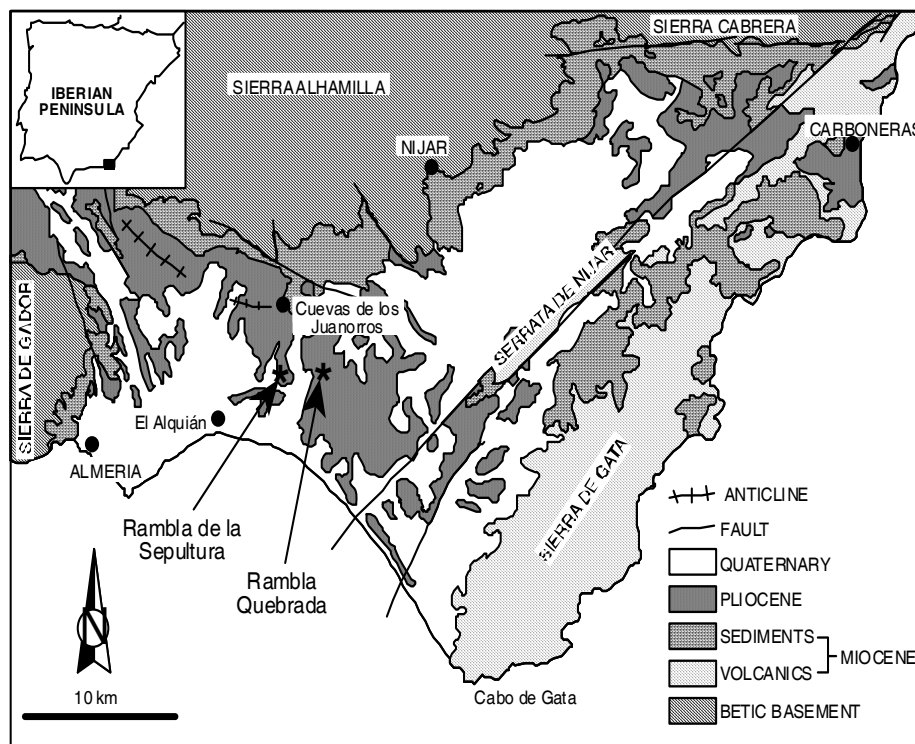 IBERIAN
PENINSULA
SIERRA CABRERA
SIERRA ALHAMILLA
CARBONERAS
NIJAR
SERRATA DE NIJAR
SIERRA DE GADOR
Cuevas de los
Juanorros
El Alquián
ALMERIA
SIERRA DE GATA
Rambla de la
Sepultura
Rambla
Quebrada
N
10 km
Cabo de Gata
ANTICLINE
FAULT
QUATERNARY
PLIOCENE
SEDIMENTS
VOLCANICS
MIOCENE
BETIC BASEMENT